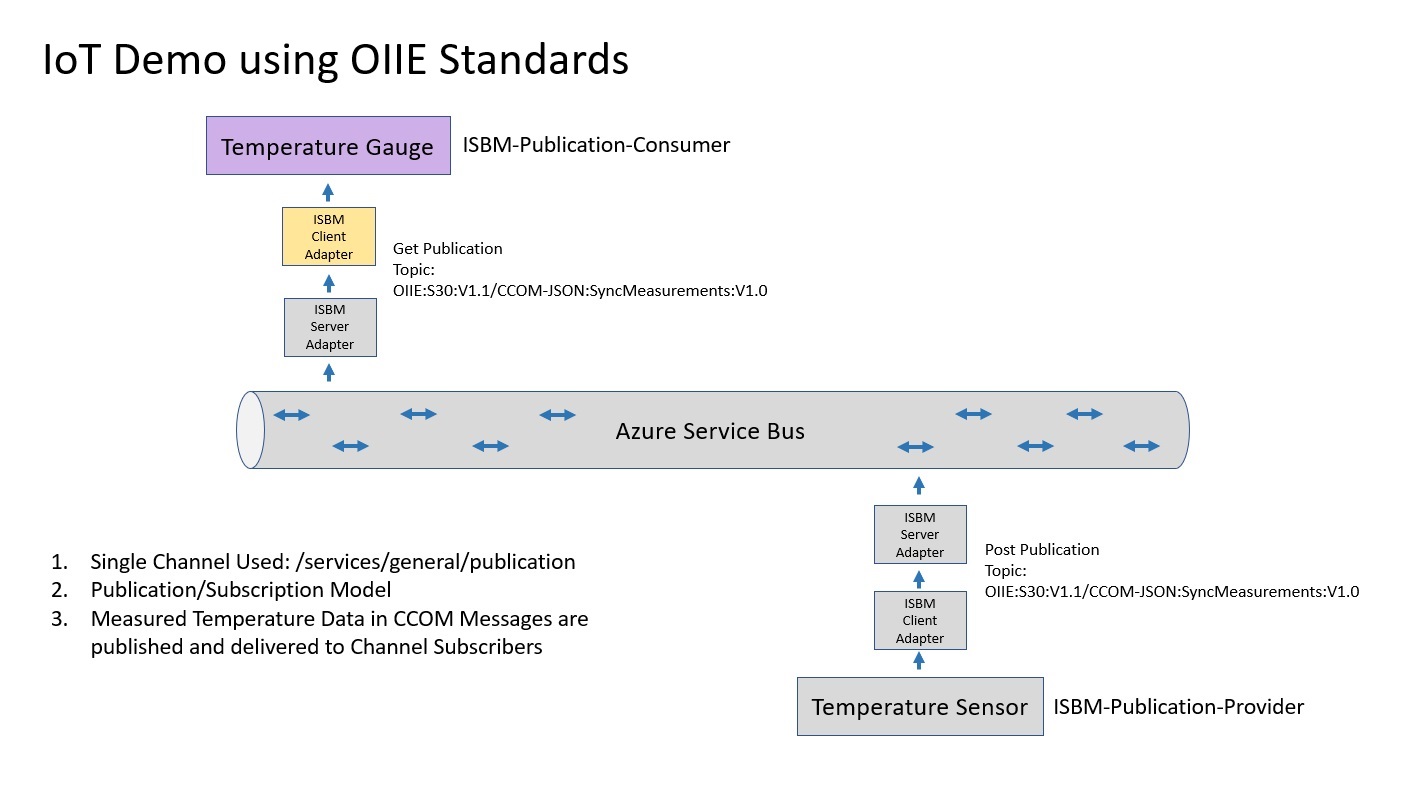 IoT Demo using OIIE Standards
Temperature Gauge
ISBM-Publication-Consumer
ISBM
Client
Adapter
Get Publication
Topic:
OIIE:S30:V1.1/CCOM-JSON:SyncMeasurements:V1.0
ISBM
Server
Adapter
Azure Service Bus
ISBM
Server
Adapter
Post Publication
Topic:
OIIE:S30:V1.1/CCOM-JSON:SyncMeasurements:V1.0
ISBM
Client
Adapter
Temperature Sensor
ISBM-Publication-Provider
1. Single Channel Used: /services/general/publication
2. Publication/Subscription Model
3. Measured Temperature Data in CCOM Messages are
published and delivered to Channel Subscribers